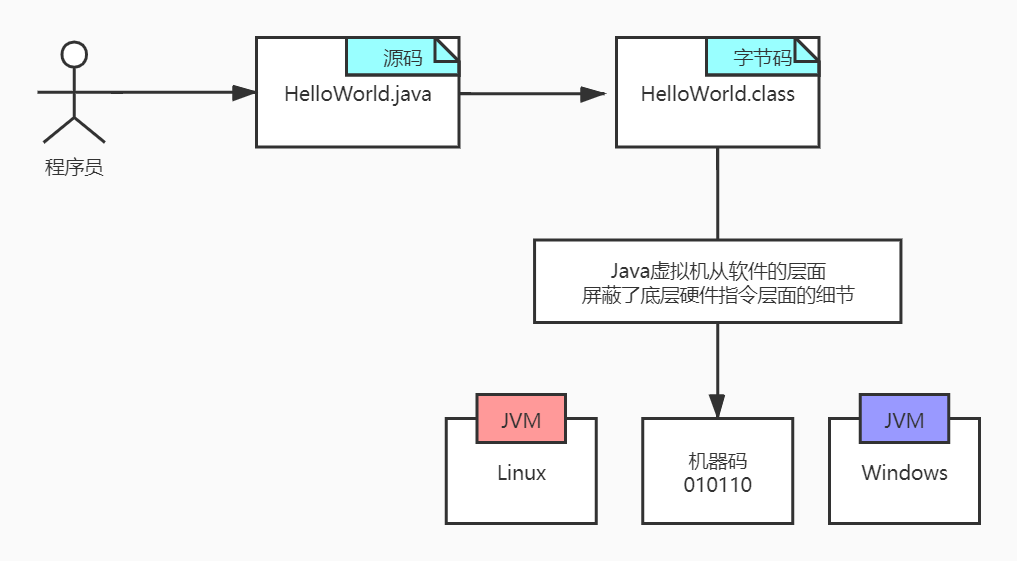 源码
HelloWorld.java
字节码
HelloWorld.class
程序员
Java虚拟机从软件的层面
屏蔽了底层硬件指令层面的细节
JVM
Linux
机器码
010110
JVM
Windows